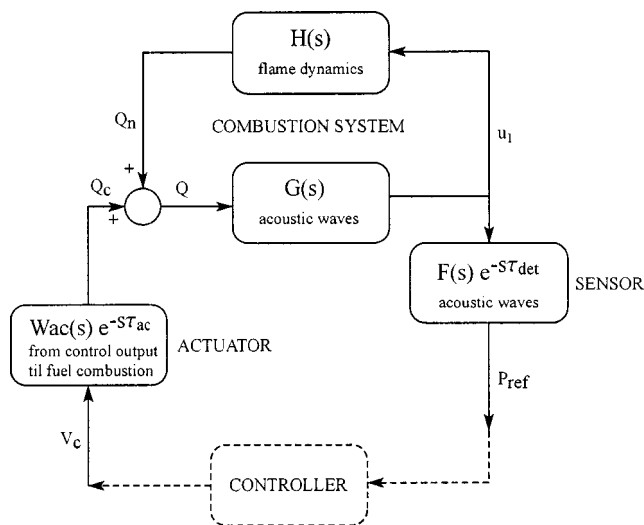 H(s)
flame dynamics
Qn
COMBUSTION SYSTEM
u1
+
Qc
+
Q
G(s)
acoustic waves
F(s) e-sτdet
acoustic waves
SENSOR
Wac(s) e-sτac
from control output
til fuel combustion
ACTUATOR
Pref
Vc
CONTROLLER